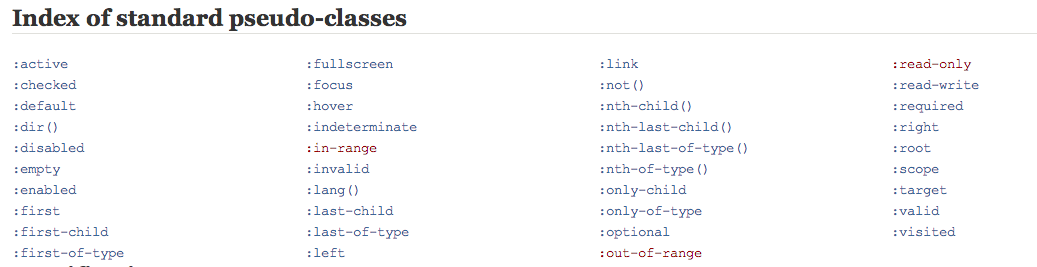 Index of standard pseudo-classes
:active
:checked
:default
:dir()
:disabled
:empty
:enabled
:first
:first-child
:first-of-type
:fullscreen
:focus
:hover
:indeterminate
:in-range
:invalid
:lang()
:last-child
:last-of-type
:left
:link
:not()
:nth-child()
:nth-last-child()
:nth-last-of-type()
:nth-of-type()
:only-child
:only-of-type
:optional
:out-of-range
:read-only
:read-write
:required
:right
:root
:scope
:target
:valid
:visited